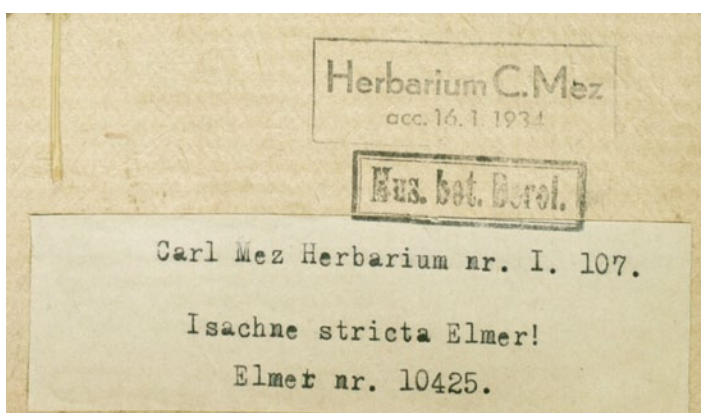 Herbarium C. Mez
acc. 16. 1. 1934
Mus. bot. Berol.
Carl Mez Herbarium nr. I. 107.
Isachne stricta Elmer!
Elmer nr. 10425.